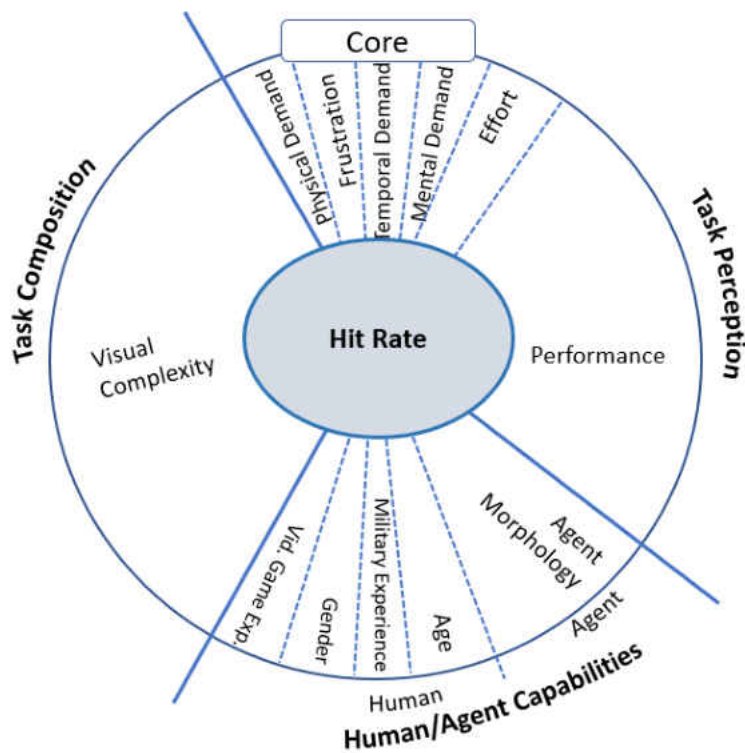 Core
Physical Demand
Frustration
Temporal Demand
Mental Demand
Effort
Task Composition
Task Perception
Hit Rate
Visual
Complexity
Performance
Vid. Game Exp.
Gender
Military Experience
Age
Agent
Morphology
Agent
Human
Human/Agent Capabilities